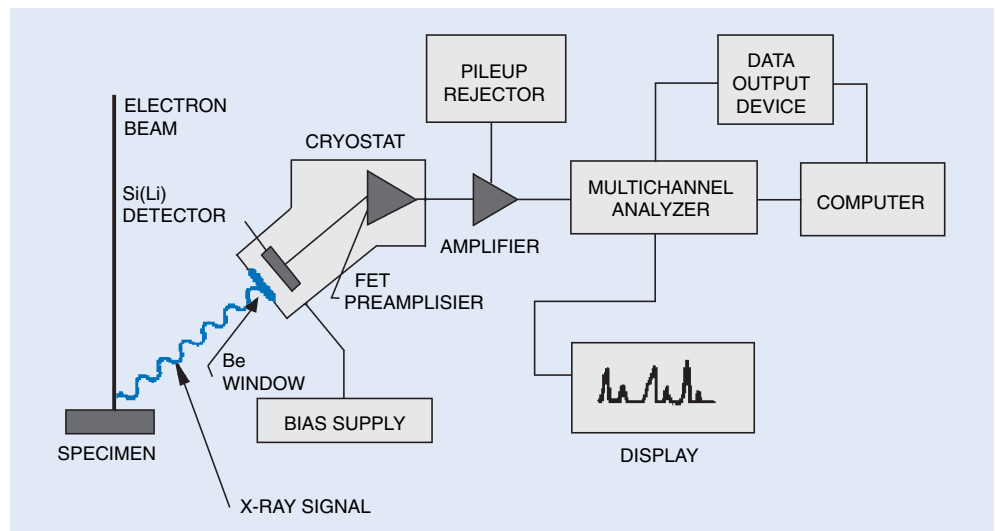 ELECTRON
BEAM
Si(Li)
DETECTOR
CRYOSTAT
PILEUP
REJECTOR
DATA
OUTPUT
DEVICE
AMPLIFIER
MULTICHANNEL
ANALYZER
COMPUTER
FET
PREAMPLISIER
Be
WINDOW
BIAS SUPPLY
SPECIMEN
X-RAY SIGNAL
DISPLAY